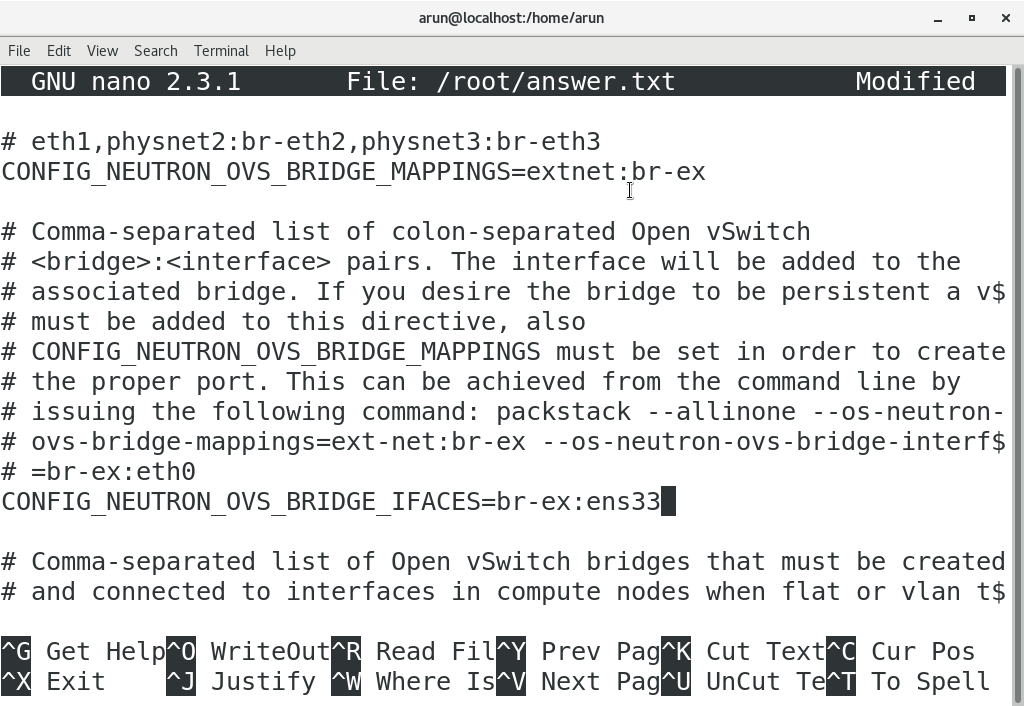 arun@localhost:/home/arun
File Edit View Search Terminal Help
GNU nano 2.3.1 File: /root/answer.txt Modified
# eth1,physnet2:br-eth2,physnet3:br-eth3
CONFIG_NEUTRON_OVS_BRIDGE_MAPPINGS=extnet:br-ex
# Comma-separated list of colon-separated Open vSwitch
# <bridge>:<interface> pairs. The interface will be added to the
# associated bridge. If you desire the bridge to be persistent a v$
# must be added to this directive, also
# CONFIG_NEUTRON_OVS_BRIDGE_MAPPINGS must be set in order to create
# the proper port. This can be achieved from the command line by
# issuing the following command: packstack --allinone --os-neutron-
# ovs-bridge-mappings=ext-net:br-ex --os-neutron-ovs-bridge-interf$
# =br-ex:eth0
CONFIG_NEUTRON_OVS_BRIDGE_IFACES=br-ex:ens33
# Comma-separated list of Open vSwitch bridges that must be created
# and connected to interfaces in compute nodes when flat or vlan t$
^G Get Help^O WriteOut^R Read Fil^Y Prev Pag^K Cut Text^C Cur Pos
^X Exit ^J Justify ^W Where Is^V Next Pag^U UnCut Te^T To Spell